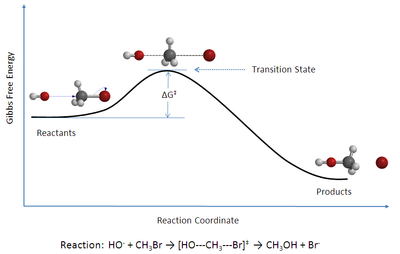 Gibbs Free Energy
Transition State
ΔG‡
Reactants
Products
Reaction Coordinate
Reaction: HO- + CH3Br → [HO---CH3---Br]‡ → CH3OH + Br-